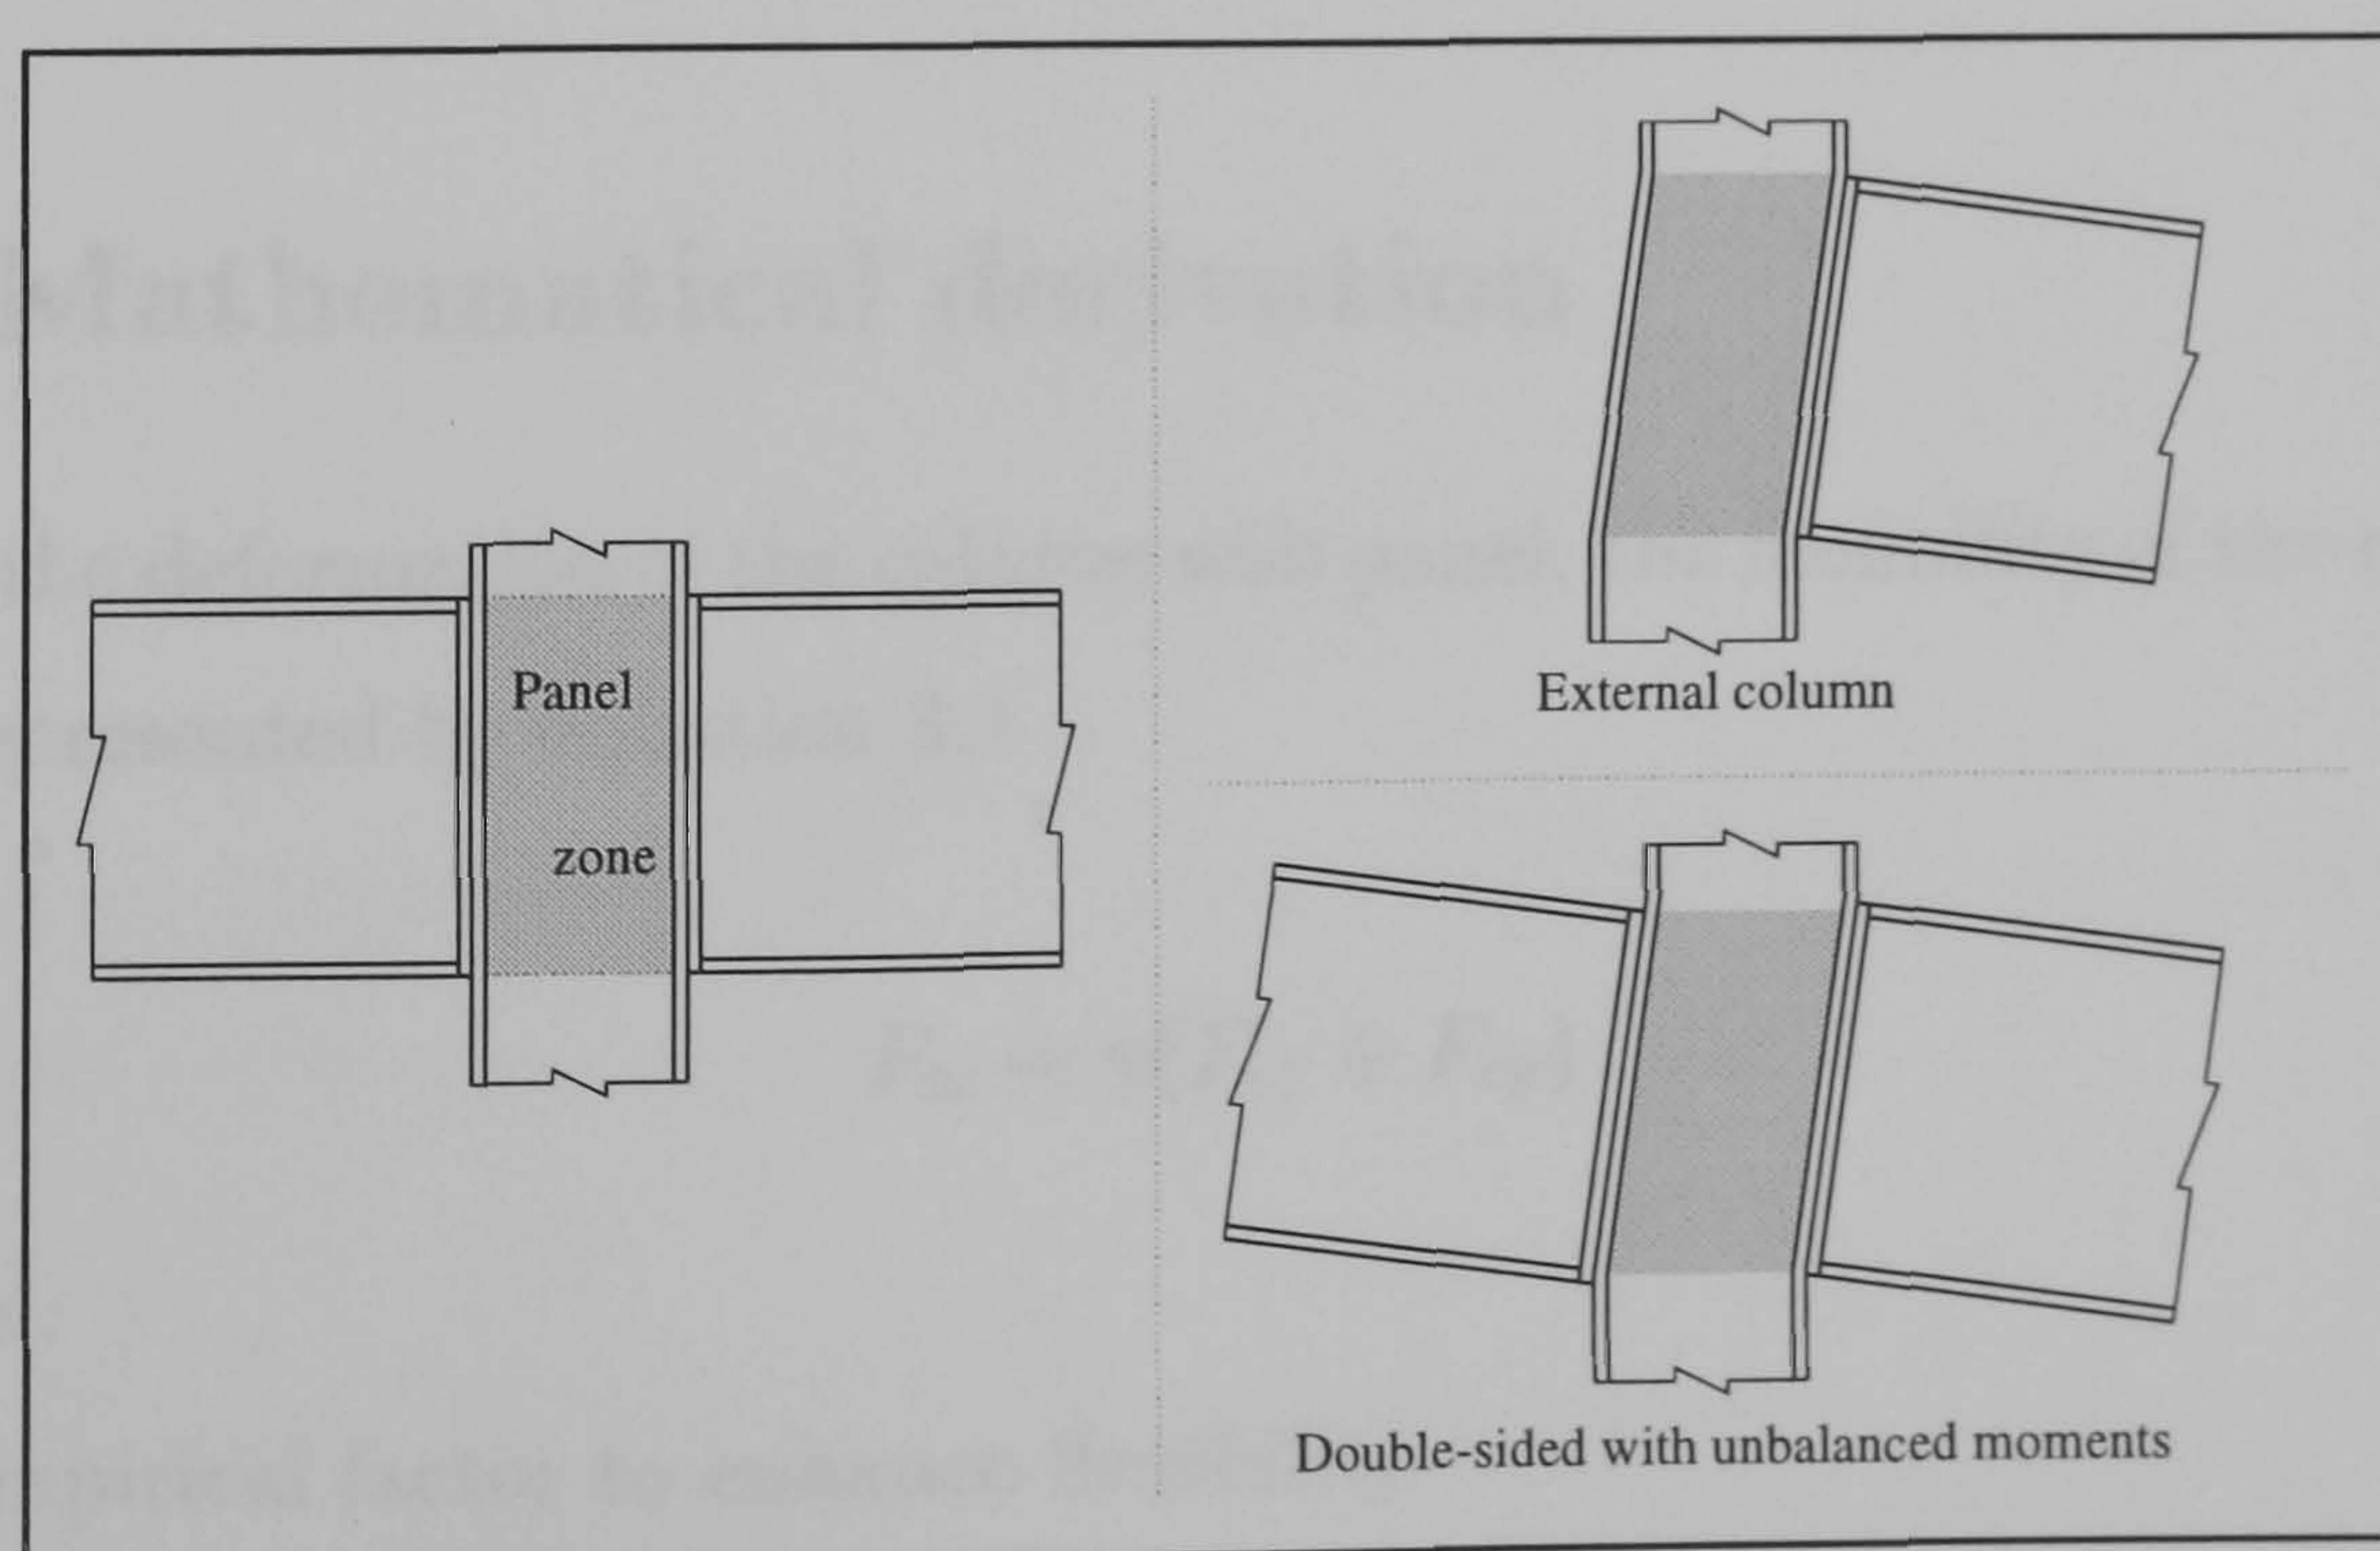 Panel
zone
External column
Double-sided with unbalanced moments